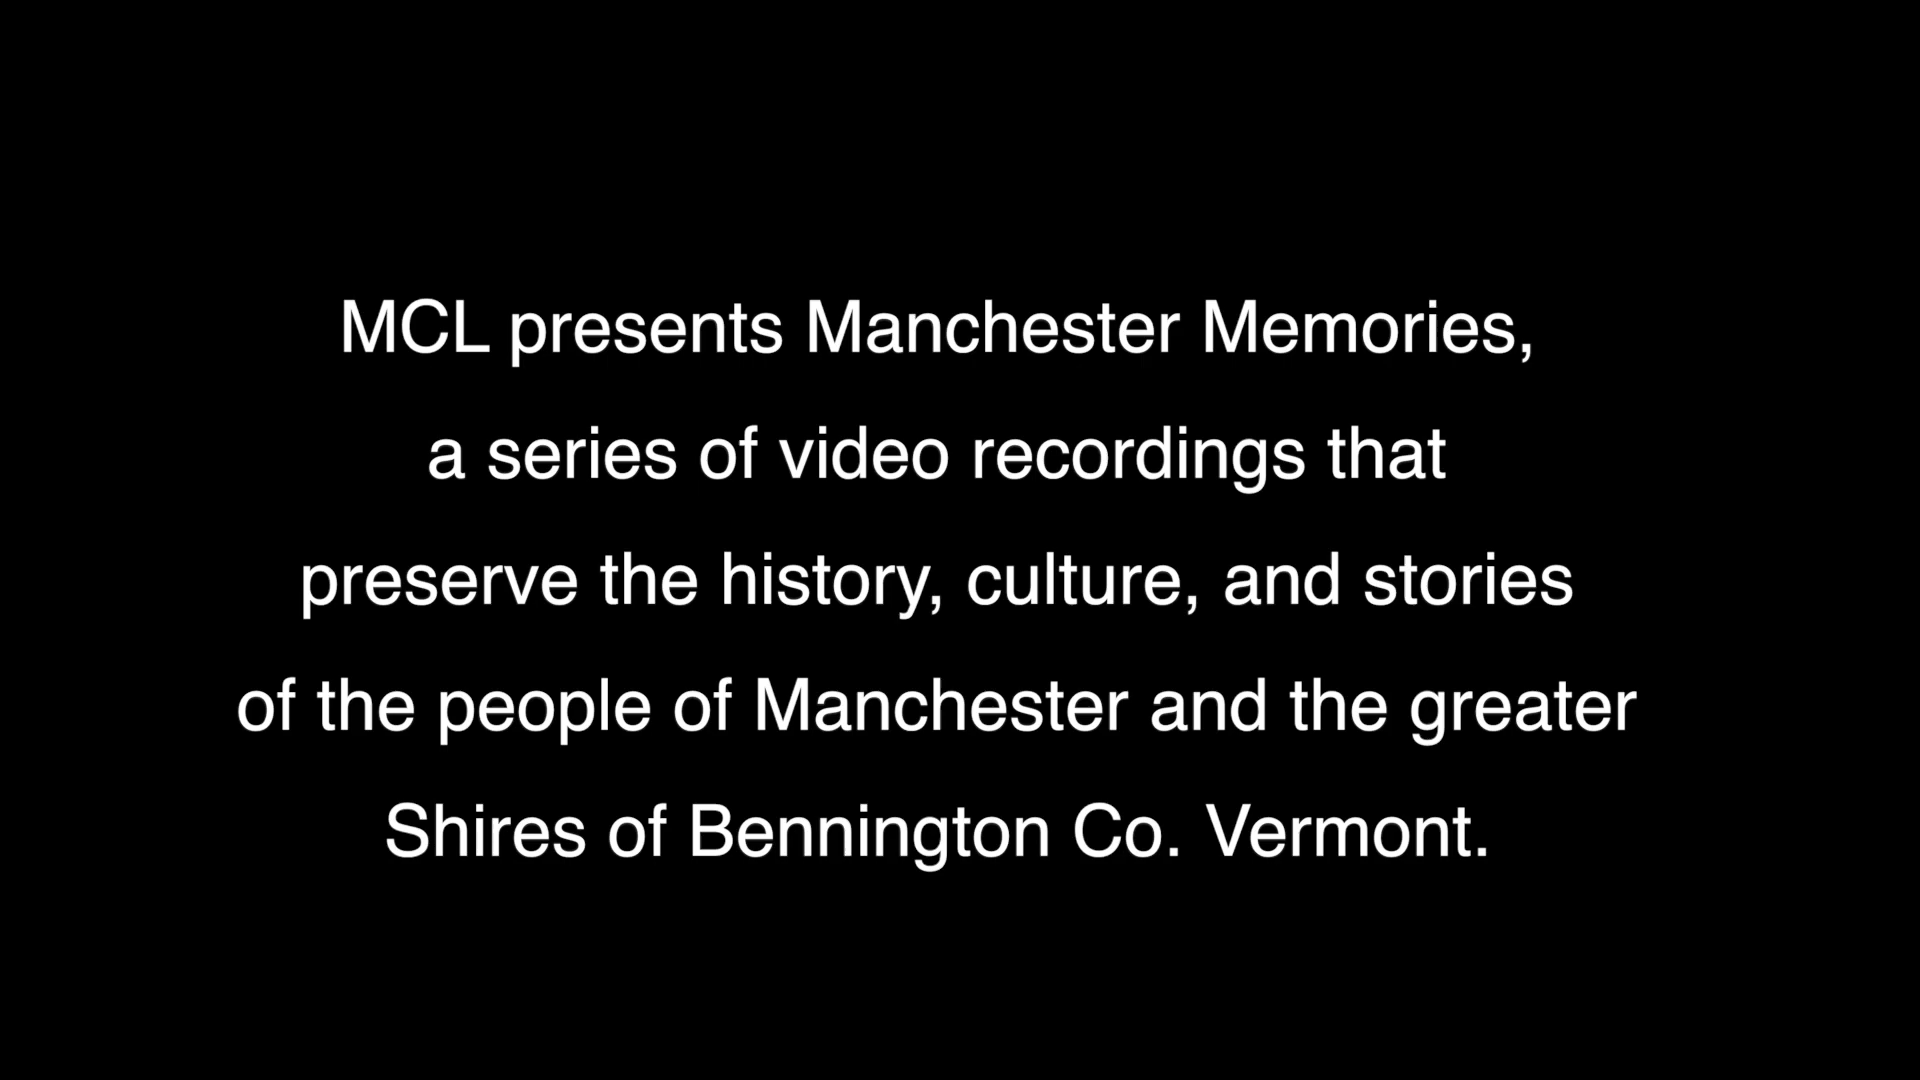 MCL presents Manchester Memories,
a series of video recordings that
preserve the history, culture, and stories
of the people of Manchester and the greater
Shires of Bennington Co. Vermont.